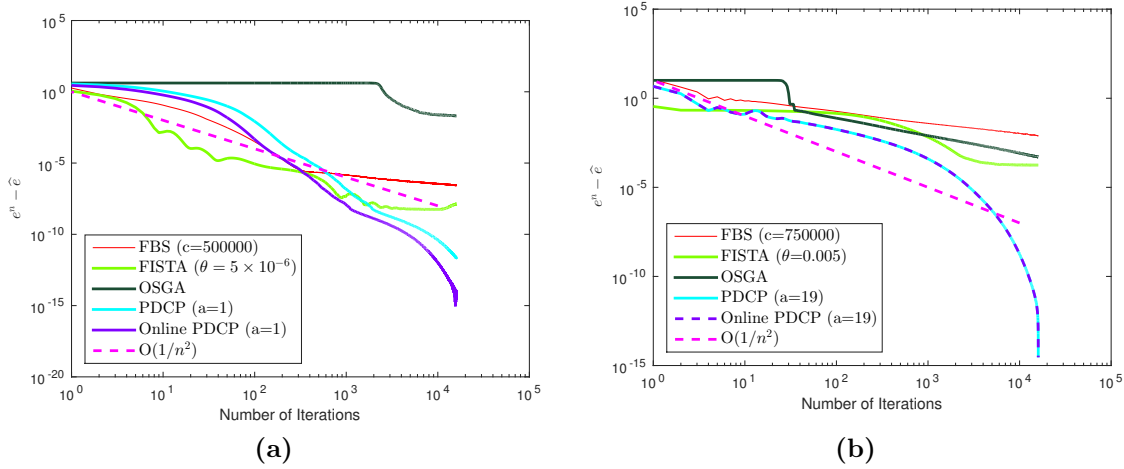 10^5
10^0
10^-5
10^-10
10^-15
10^-20
e^n − ê
FBS (c=500000)
FISTA (θ = 5 × 10^-6)
OSGA
PDCP (a=1)
Online PDCP (a=1)
O(1/n^2)
10^0 10^1 10^2 10^3 10^4 10^5
Number of Iterations
(a)
10^5
10^0
10^-5
10^-10
10^-15
e^n − ê
FBS (c=750000)
FISTA (θ=0.005)
OSGA
PDCP (a=19)
Online PDCP (a=19)
O(1/n^2)
10^0 10^1 10^2 10^3 10^4 10^5
Number of Iterations
(b)